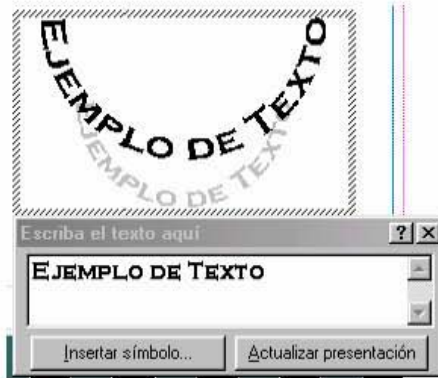 EJEMPLO DE TEXTO
EJEMPLO DE TEXTO
Escriba el texto aquí
EJEMPLO DE TEXTO
Insertar símbolo...
Actualizar presentación